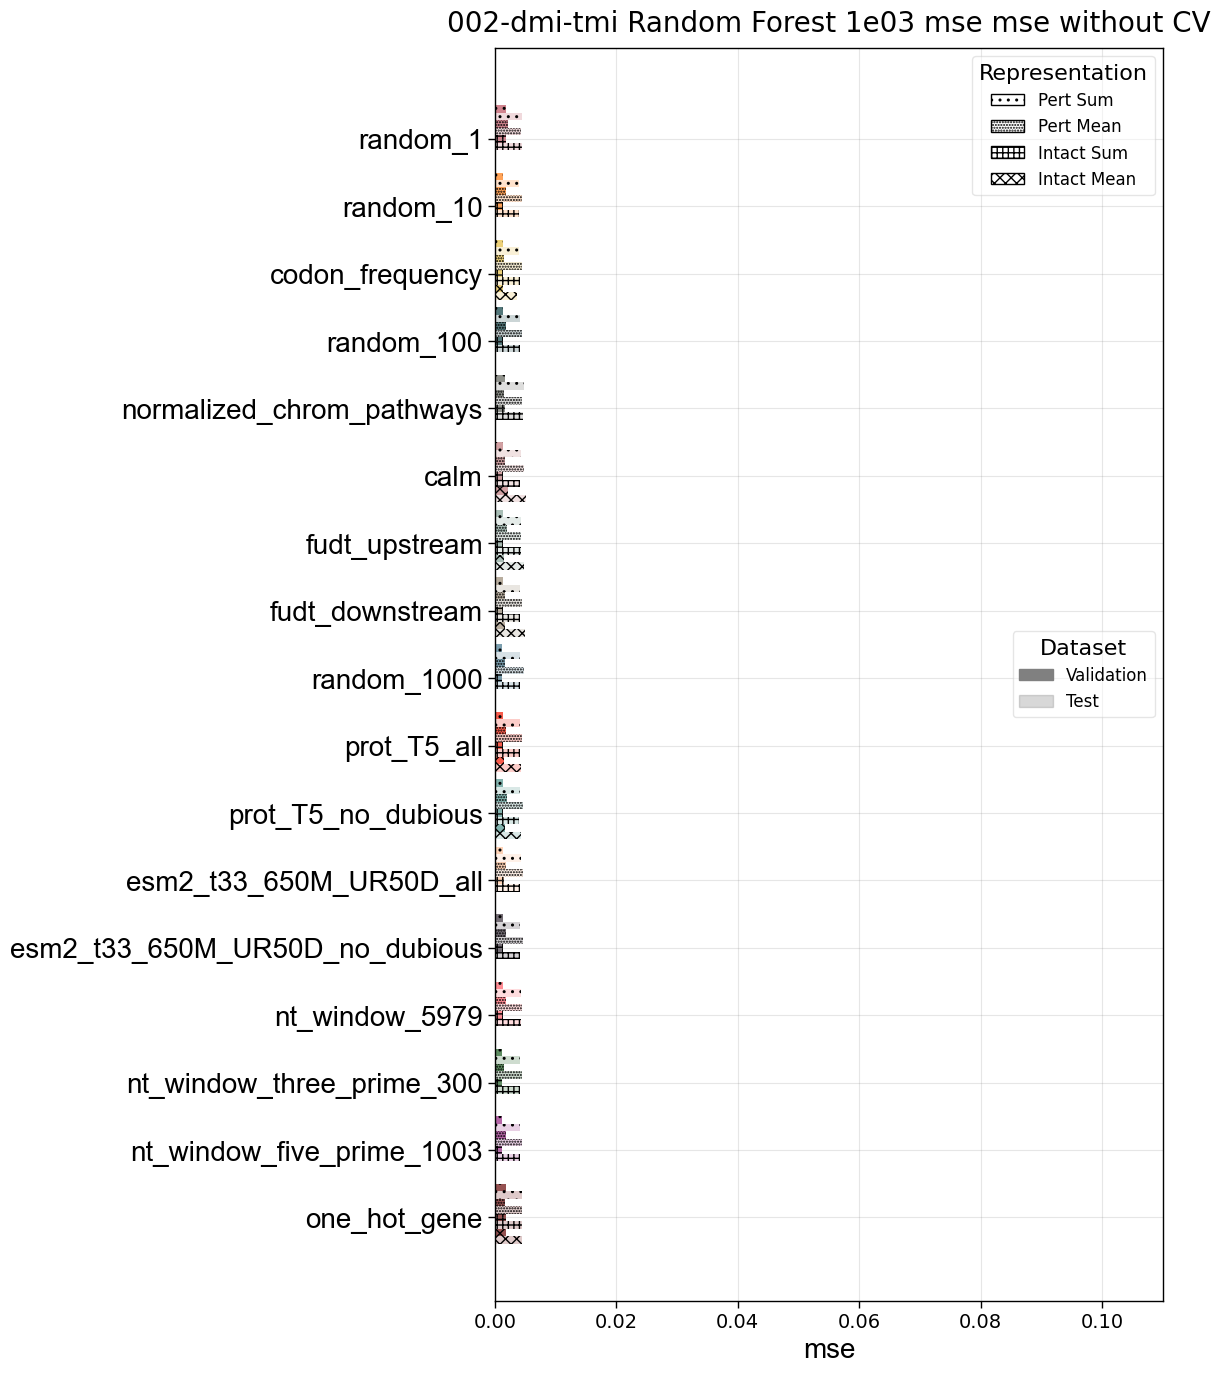 002-dmi-tmi Random Forest 1e03 mse mse without CV
Representation
Pert Sum
Pert Mean
Intact Sum
Intact Mean
random_1
random_10
codon_frequency
random_100
normalized_chrom_pathways
calm
fudt_upstream
fudt_downstream
Dataset
Validation
Test
random_1000
prot_T5_all
prot_T5_no_dubious
esm2_t33_650M_UR50D_all
esm2_t33_650M_UR50D_no_dubious
nt_window_5979
nt_window_three_prime_300
nt_window_five_prime_1003
one_hot_gene
0.00 0.02 0.04 0.06 0.08 0.10
mse